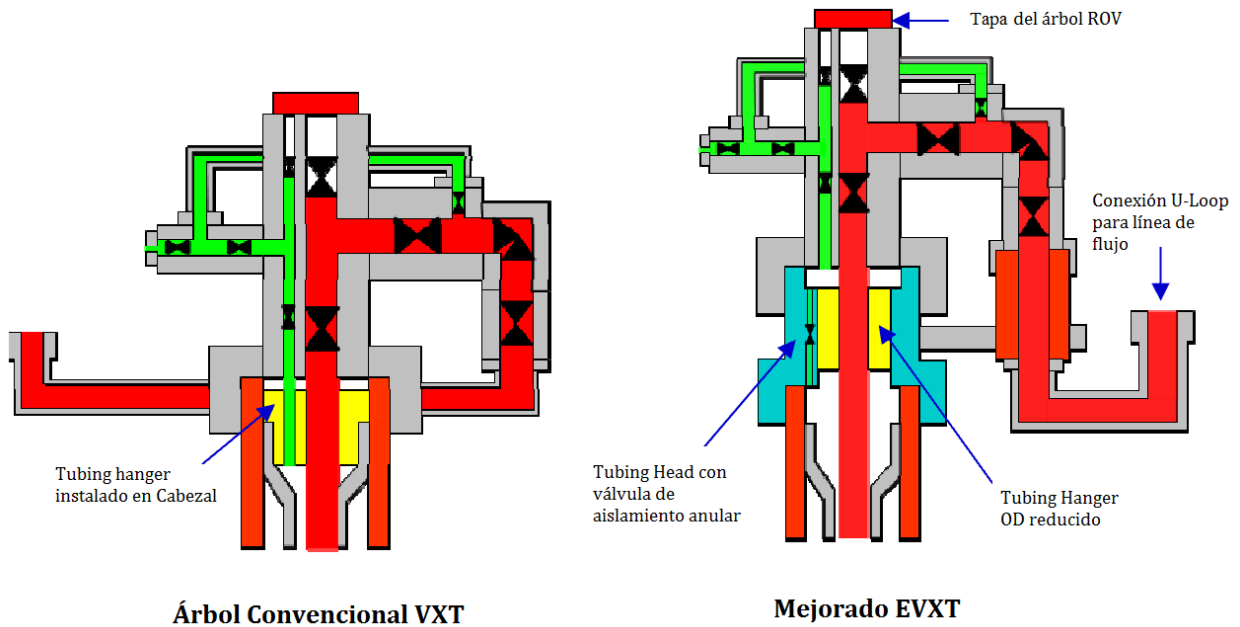 Tapa del árbol ROV
Conexión U-Loop
para línea de
flujo
Tubing hanger
instalado en Cabezal
Tubing Head con
válvula de
aislamiento anular
Tubing Hanger
OD reducido
Árbol Convencional VXT
Mejorado EVXT